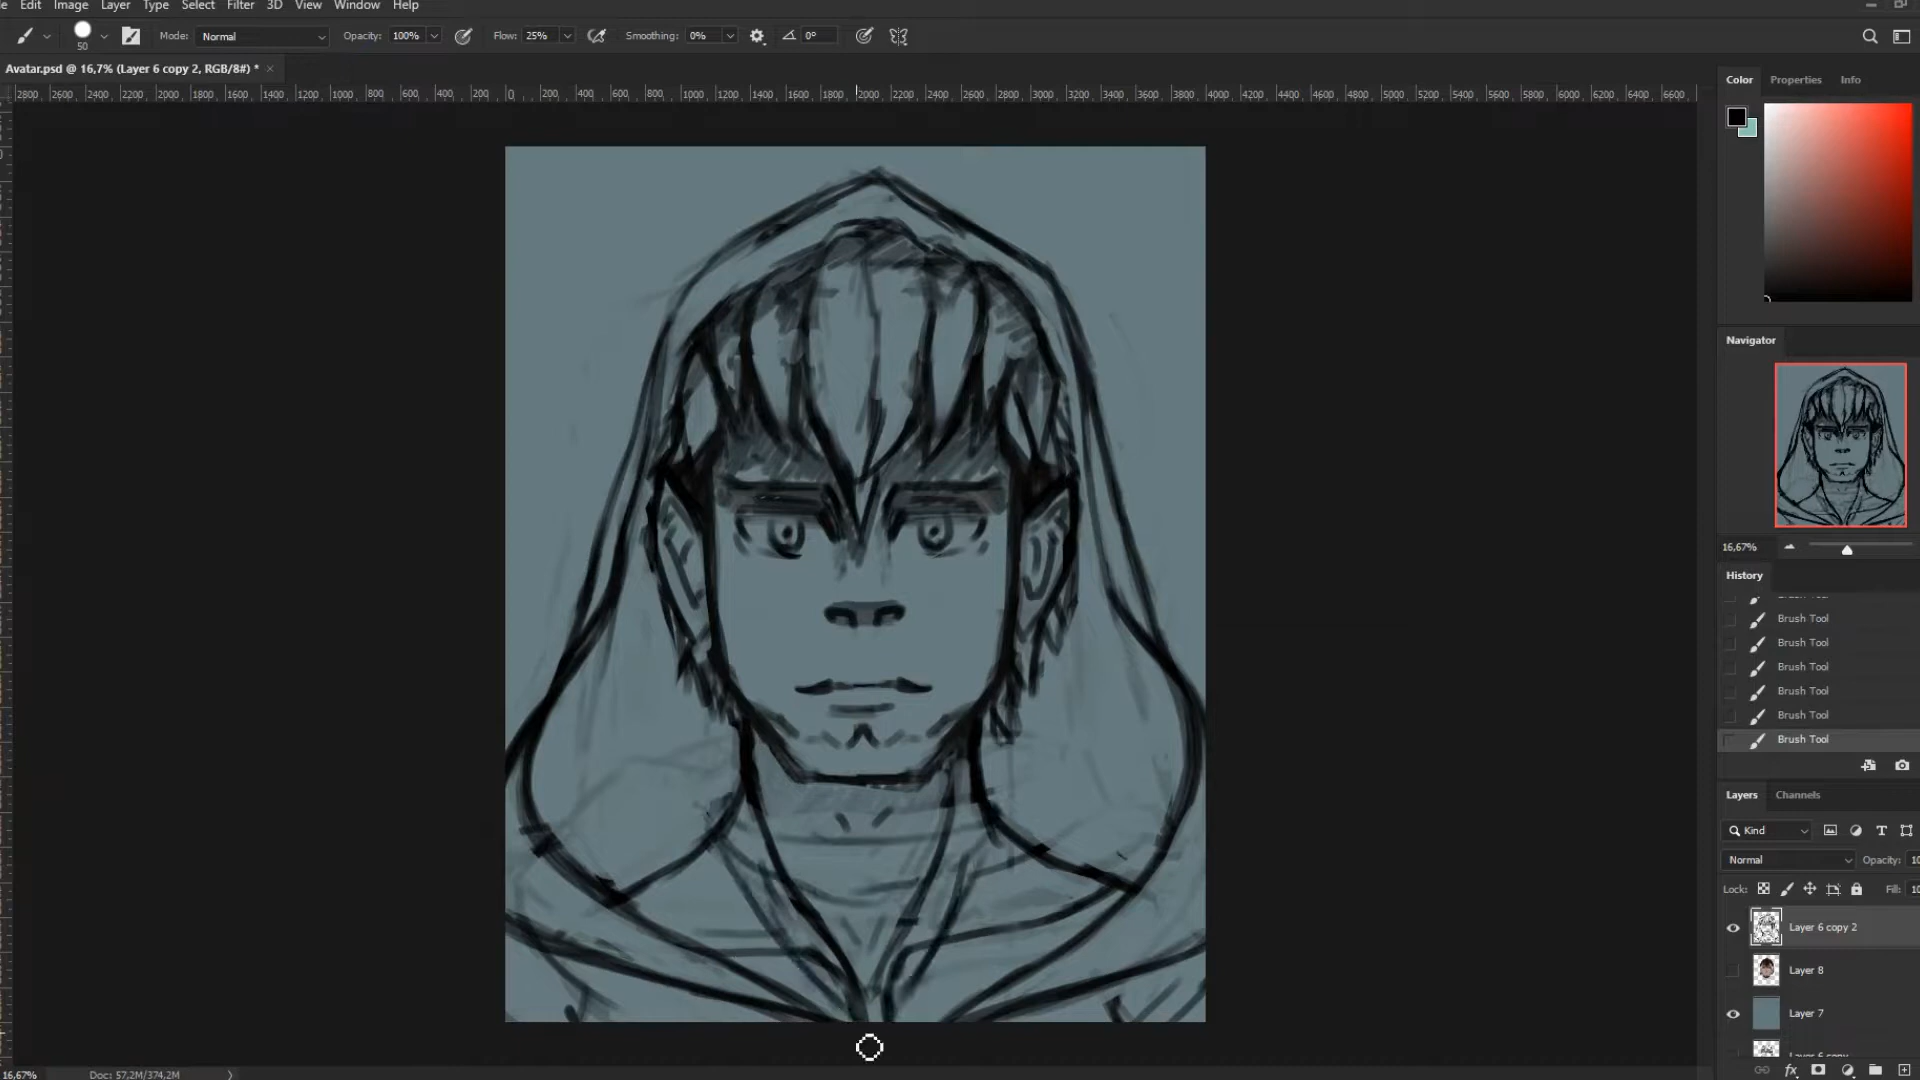 Edit Image Layer Type Select Filter 3D View Window Help
50 Mode: Normal Opacity: 100% Flow: 25% Smoothing: 0% 0°
Avatar.psd @ 16,7% (Layer 6 copy 2, RGB/8#) * ×
2800 2600 2400 2200 2000 1800 1600 1400 1200 1000 800 600 400 200 0 200 400 600 800 1000 1200 1400 1600 1800 2000 2200 2400 2600 2800 3000 3200 3400 3600 3800 4000 4200 4400 4600 4800 5000 5200 5400 5600 5800 6000 6200 6400 6600
Color Properties Info
Navigator
16,67%
History
Brush Tool
Brush Tool
Brush Tool
Brush Tool
Brush Tool
Brush Tool
Layers Channels
Kind
Normal Opacity: 10
Lock: Fill: 10
Layer 6 copy 2
Layer 8
Layer 7
Layer 6 copy
16,67% Doc: 57,2M/374,2M